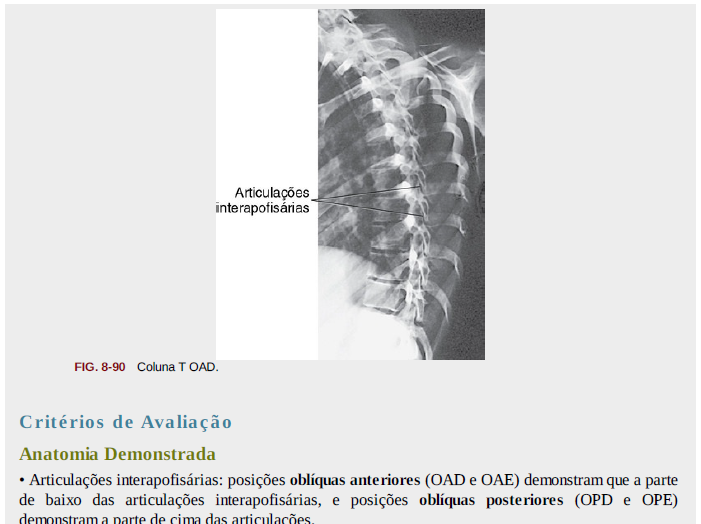 Articulações
interapofisárias
FIG. 8-90 Coluna T OAD.
Critérios de Avaliação
Anatomia Demonstrada
• Articulações interapofisárias: posições oblíquas anteriores (OAD e OAE) demonstram que a parte
de baixo das articulações interapofisárias, e posições oblíquas posteriores (OPD e OPE)
demonstram a parte de cima das articulações.